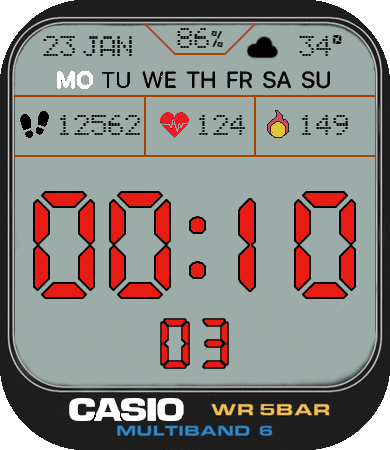 23 JAN 86% 34°
MO TU WE TH FR SA SU
12562 124 149
00:10
03
CASIO WR 5BAR
MULTIBAND 6